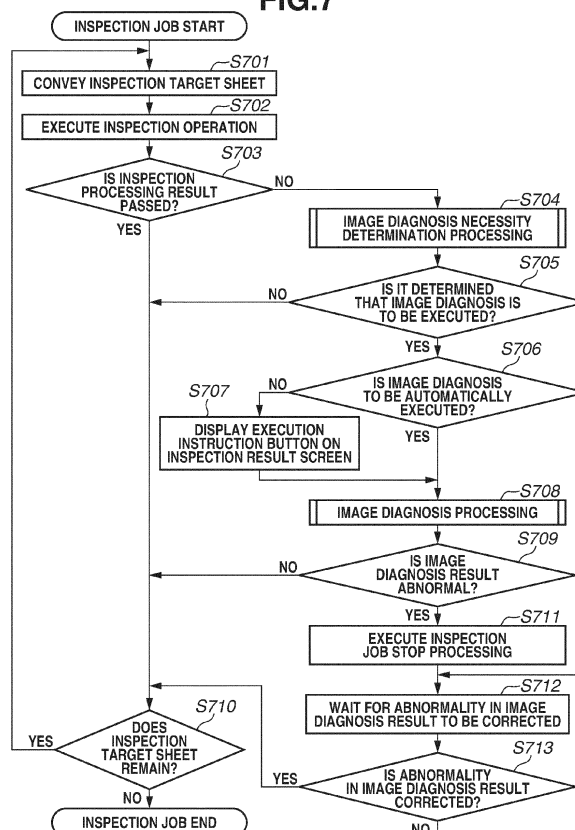 FIG.7
INSPECTION JOB START
S701
CONVEY INSPECTION TARGET SHEET
S702
EXECUTE INSPECTION OPERATION
S703
IS INSPECTION
PROCESSING RESULT
PASSED?
NO
YES
S704
IMAGE DIAGNOSIS NECESSITY
DETERMINATION PROCESSING
S705
IS IT DETERMINED
THAT IMAGE DIAGNOSIS IS
TO BE EXECUTED?
NO
YES
S706
IS IMAGE DIAGNOSIS
TO BE AUTOMATICALLY
EXECUTED?
NO
YES
S707
DISPLAY EXECUTION
INSTRUCTION BUTTON ON
INSPECTION RESULT SCREEN
S708
IMAGE DIAGNOSIS PROCESSING
S709
IS IMAGE
DIAGNOSIS RESULT
ABNORMAL?
NO
YES
S711
EXECUTE INSPECTION
JOB STOP PROCESSING
S712
WAIT FOR ABNORMALITY IN IMAGE
DIAGNOSIS RESULT TO BE CORRECTED
S710
DOES
INSPECTION
TARGET SHEET
REMAIN?
YES
NO
S713
IS ABNORMALITY
IN IMAGE DIAGNOSIS RESULT
CORRECTED?
YES
NO
INSPECTION JOB END